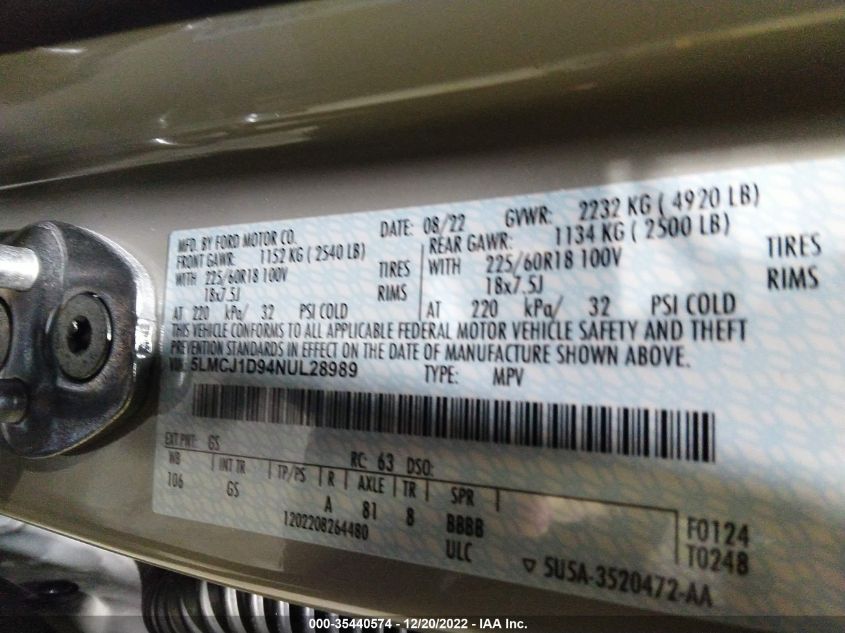 MFD. BY FORD MOTOR CO. DATE: 08/22 GVWR: 2232 KG ( 4920 LB)
FRONT GAWR: 1152 KG ( 2540 LB) REAR GAWR: 1134 KG ( 2500 LB)
WITH 225/60R18 100V TIRES WITH 225/60R18 100V TIRES
18x7.5J RIMS 18x7.5J RIMS
AT 220 kPa/ 32 PSI COLD AT 220 kPa/ 32 PSI COLD
THIS VEHICLE CONFORMS TO ALL APPLICABLE FEDERAL MOTOR VEHICLE SAFETY AND THEFT
PREVENTION STANDARDS IN EFFECT ON THE DATE OF MANUFACTURE SHOWN ABOVE.
VIN: 5LMCJ1D94NUL28989 TYPE: MPV
EXT PNT: GS RC: 63 DSO:
WB INT TR TP/PS R AXLE TR SPR
106 GS A 81 8 BBBB
1202208264480 ULC
F0124
T0248
5U5A-3520472-AA
000-35440574 - 12/20/2022 - IAA Inc.